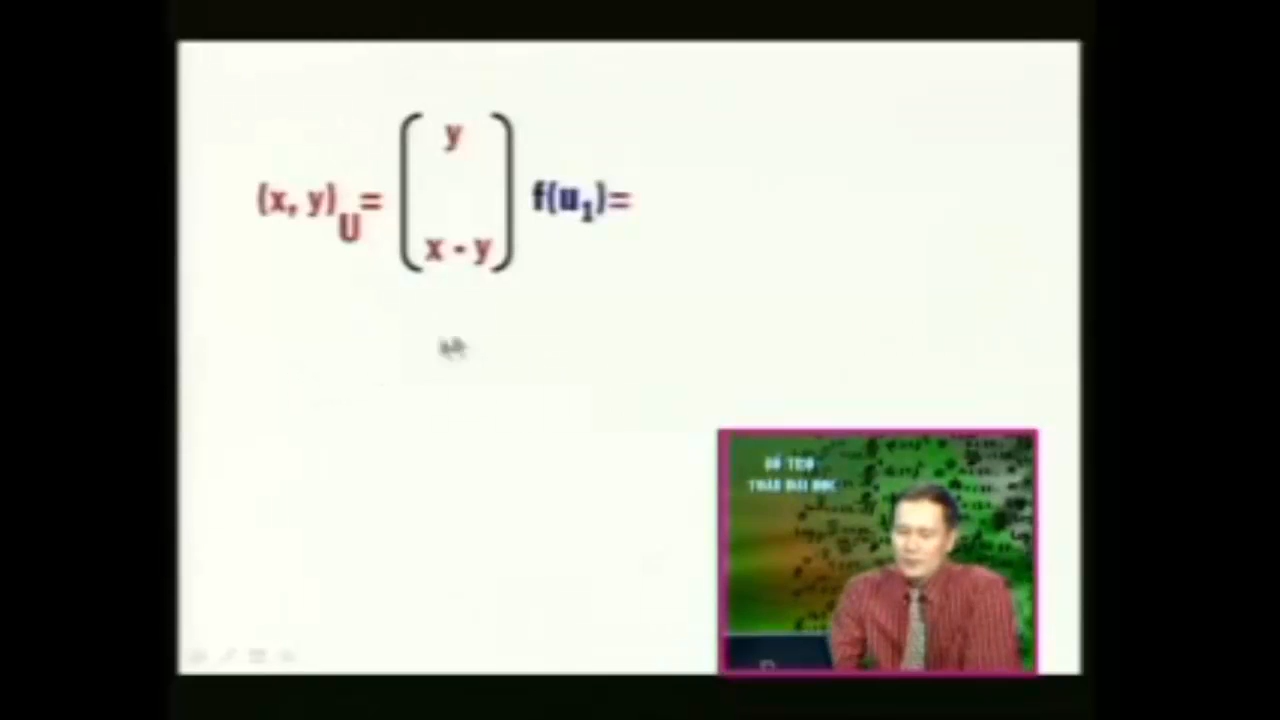 (x, y)U = ( y
x - y ) f(u1)=